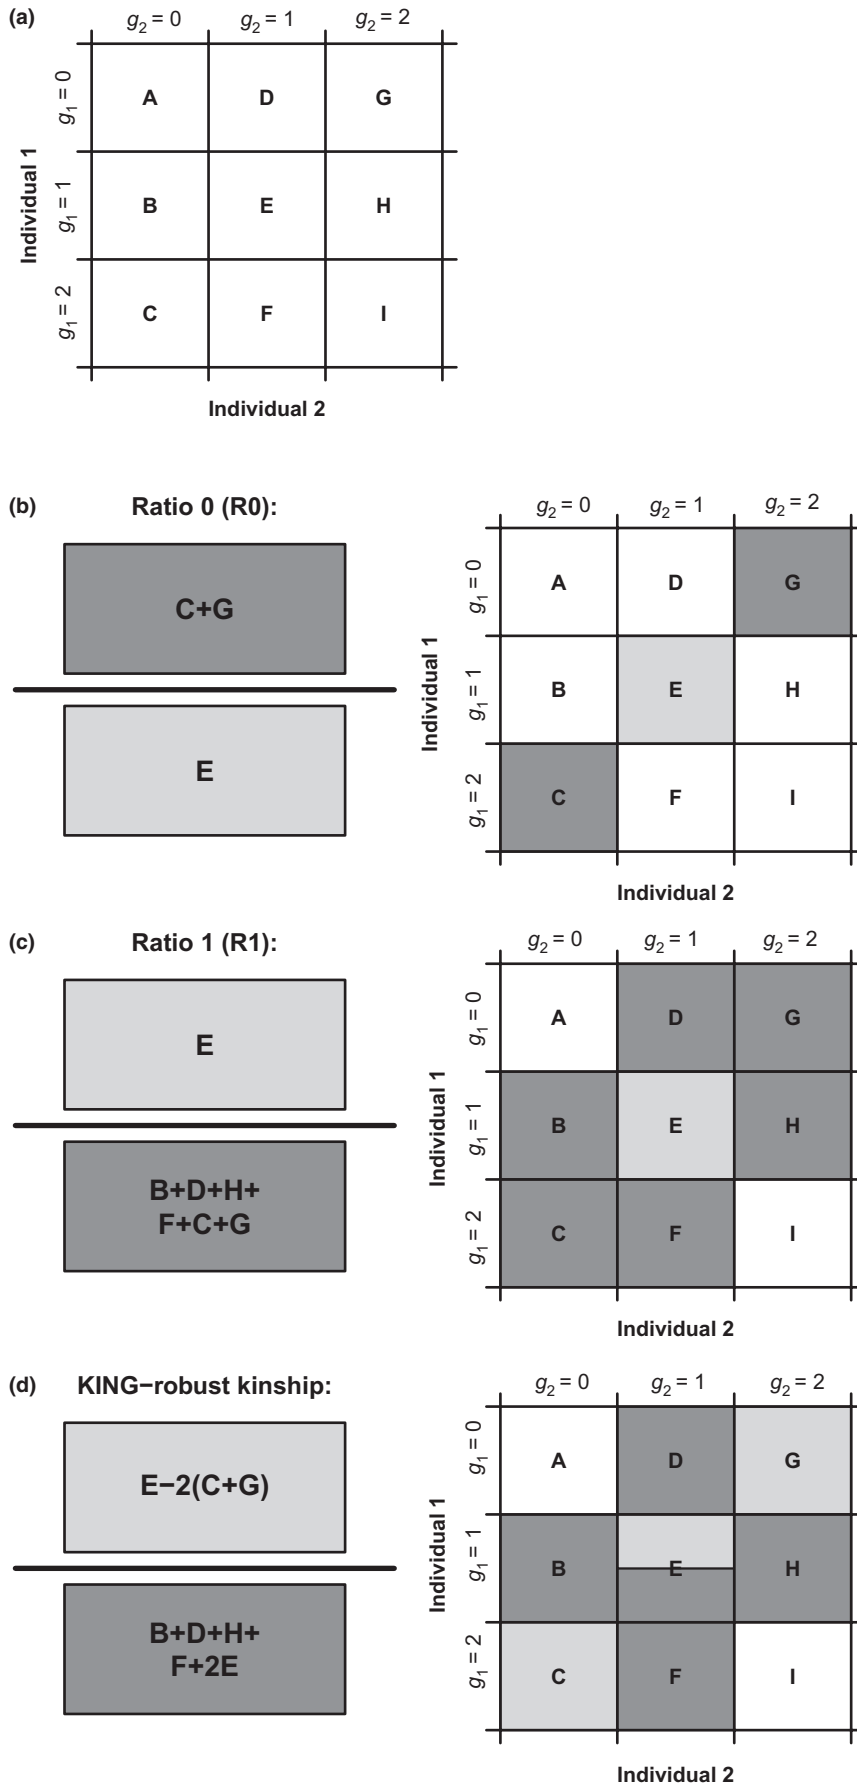 (a)
g2 = 0 g2 = 1 g2 = 2
Individual 1
g1 = 0
A D G
g1 = 1
B E H
g1 = 2
C F I
Individual 2
(b) Ratio 0 (R0):
C+G
E
g2 = 0 g2 = 1 g2 = 2
Individual 1
g1 = 0
A D G
g1 = 1
B E H
g1 = 2
C F I
Individual 2
(c) Ratio 1 (R1):
E
B+D+H+
F+C+G
g2 = 0 g2 = 1 g2 = 2
Individual 1
g1 = 0
A D G
g1 = 1
B E H
g1 = 2
C F I
Individual 2
(d) KING−robust kinship:
E−2(C+G)
B+D+H+
F+2E
g2 = 0 g2 = 1 g2 = 2
Individual 1
g1 = 0
A D G
g1 = 1
B E H
g1 = 2
C F I
Individual 2